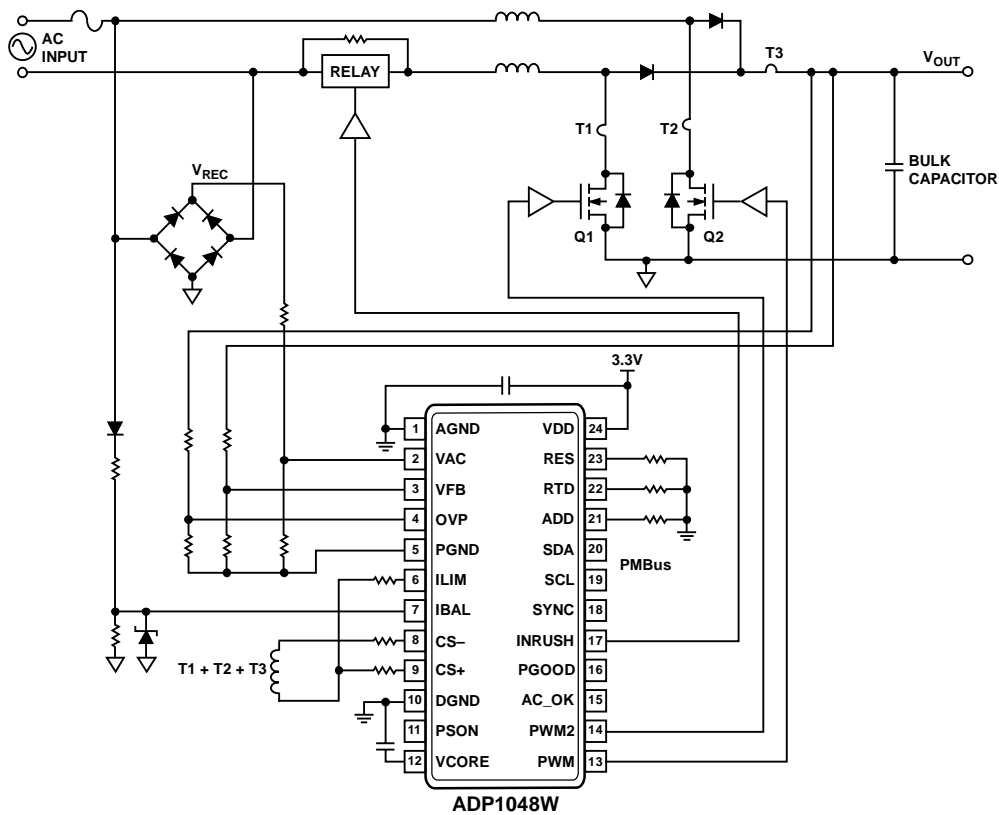 AC
INPUT
RELAY
T3
VOUT
T1
T2
VREC
BULK
CAPACITOR
Q1
Q2
3.3V
1 AGND
2 VAC
3 VFB
4 OVP
5 PGND
6 ILIM
7 IBAL
8 CS–
9 CS+
10 DGND
11 PSON
12 VCORE
VDD 24
RES 23
RTD 22
ADD 21
SDA 20
SCL 19
SYNC 18
INRUSH 17
PGOOD 16
AC_OK 15
PWM2 14
PWM 13
PMBus
T1 + T2 + T3
ADP1048W